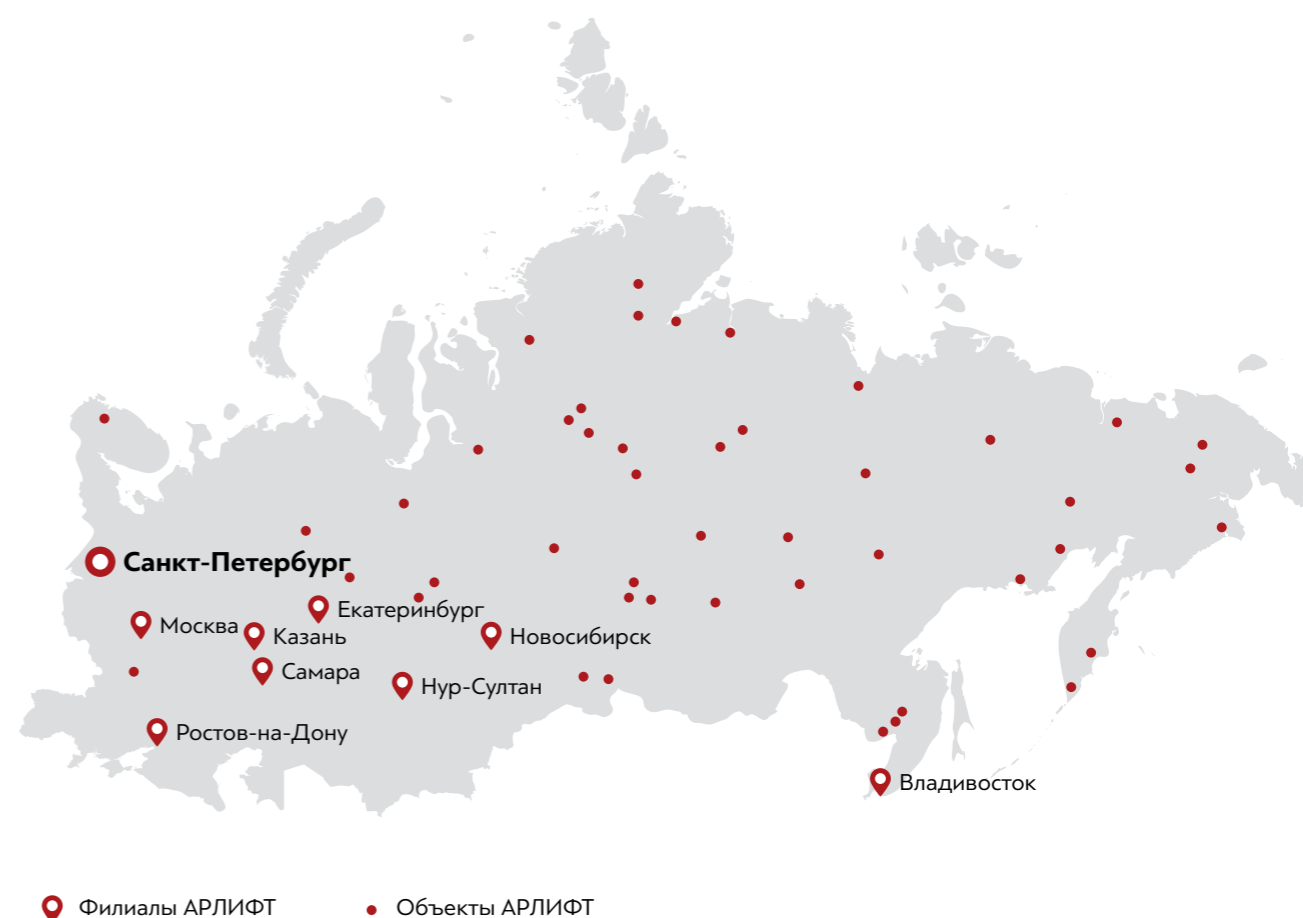 Санкт-Петербург
Екатеринбург
Москва
Казань
Новосибирск
Самара
Нур-Султан
Ростов-на-Дону
Владивосток
Филиалы АРЛИФТ
Объекты АРЛИФТ